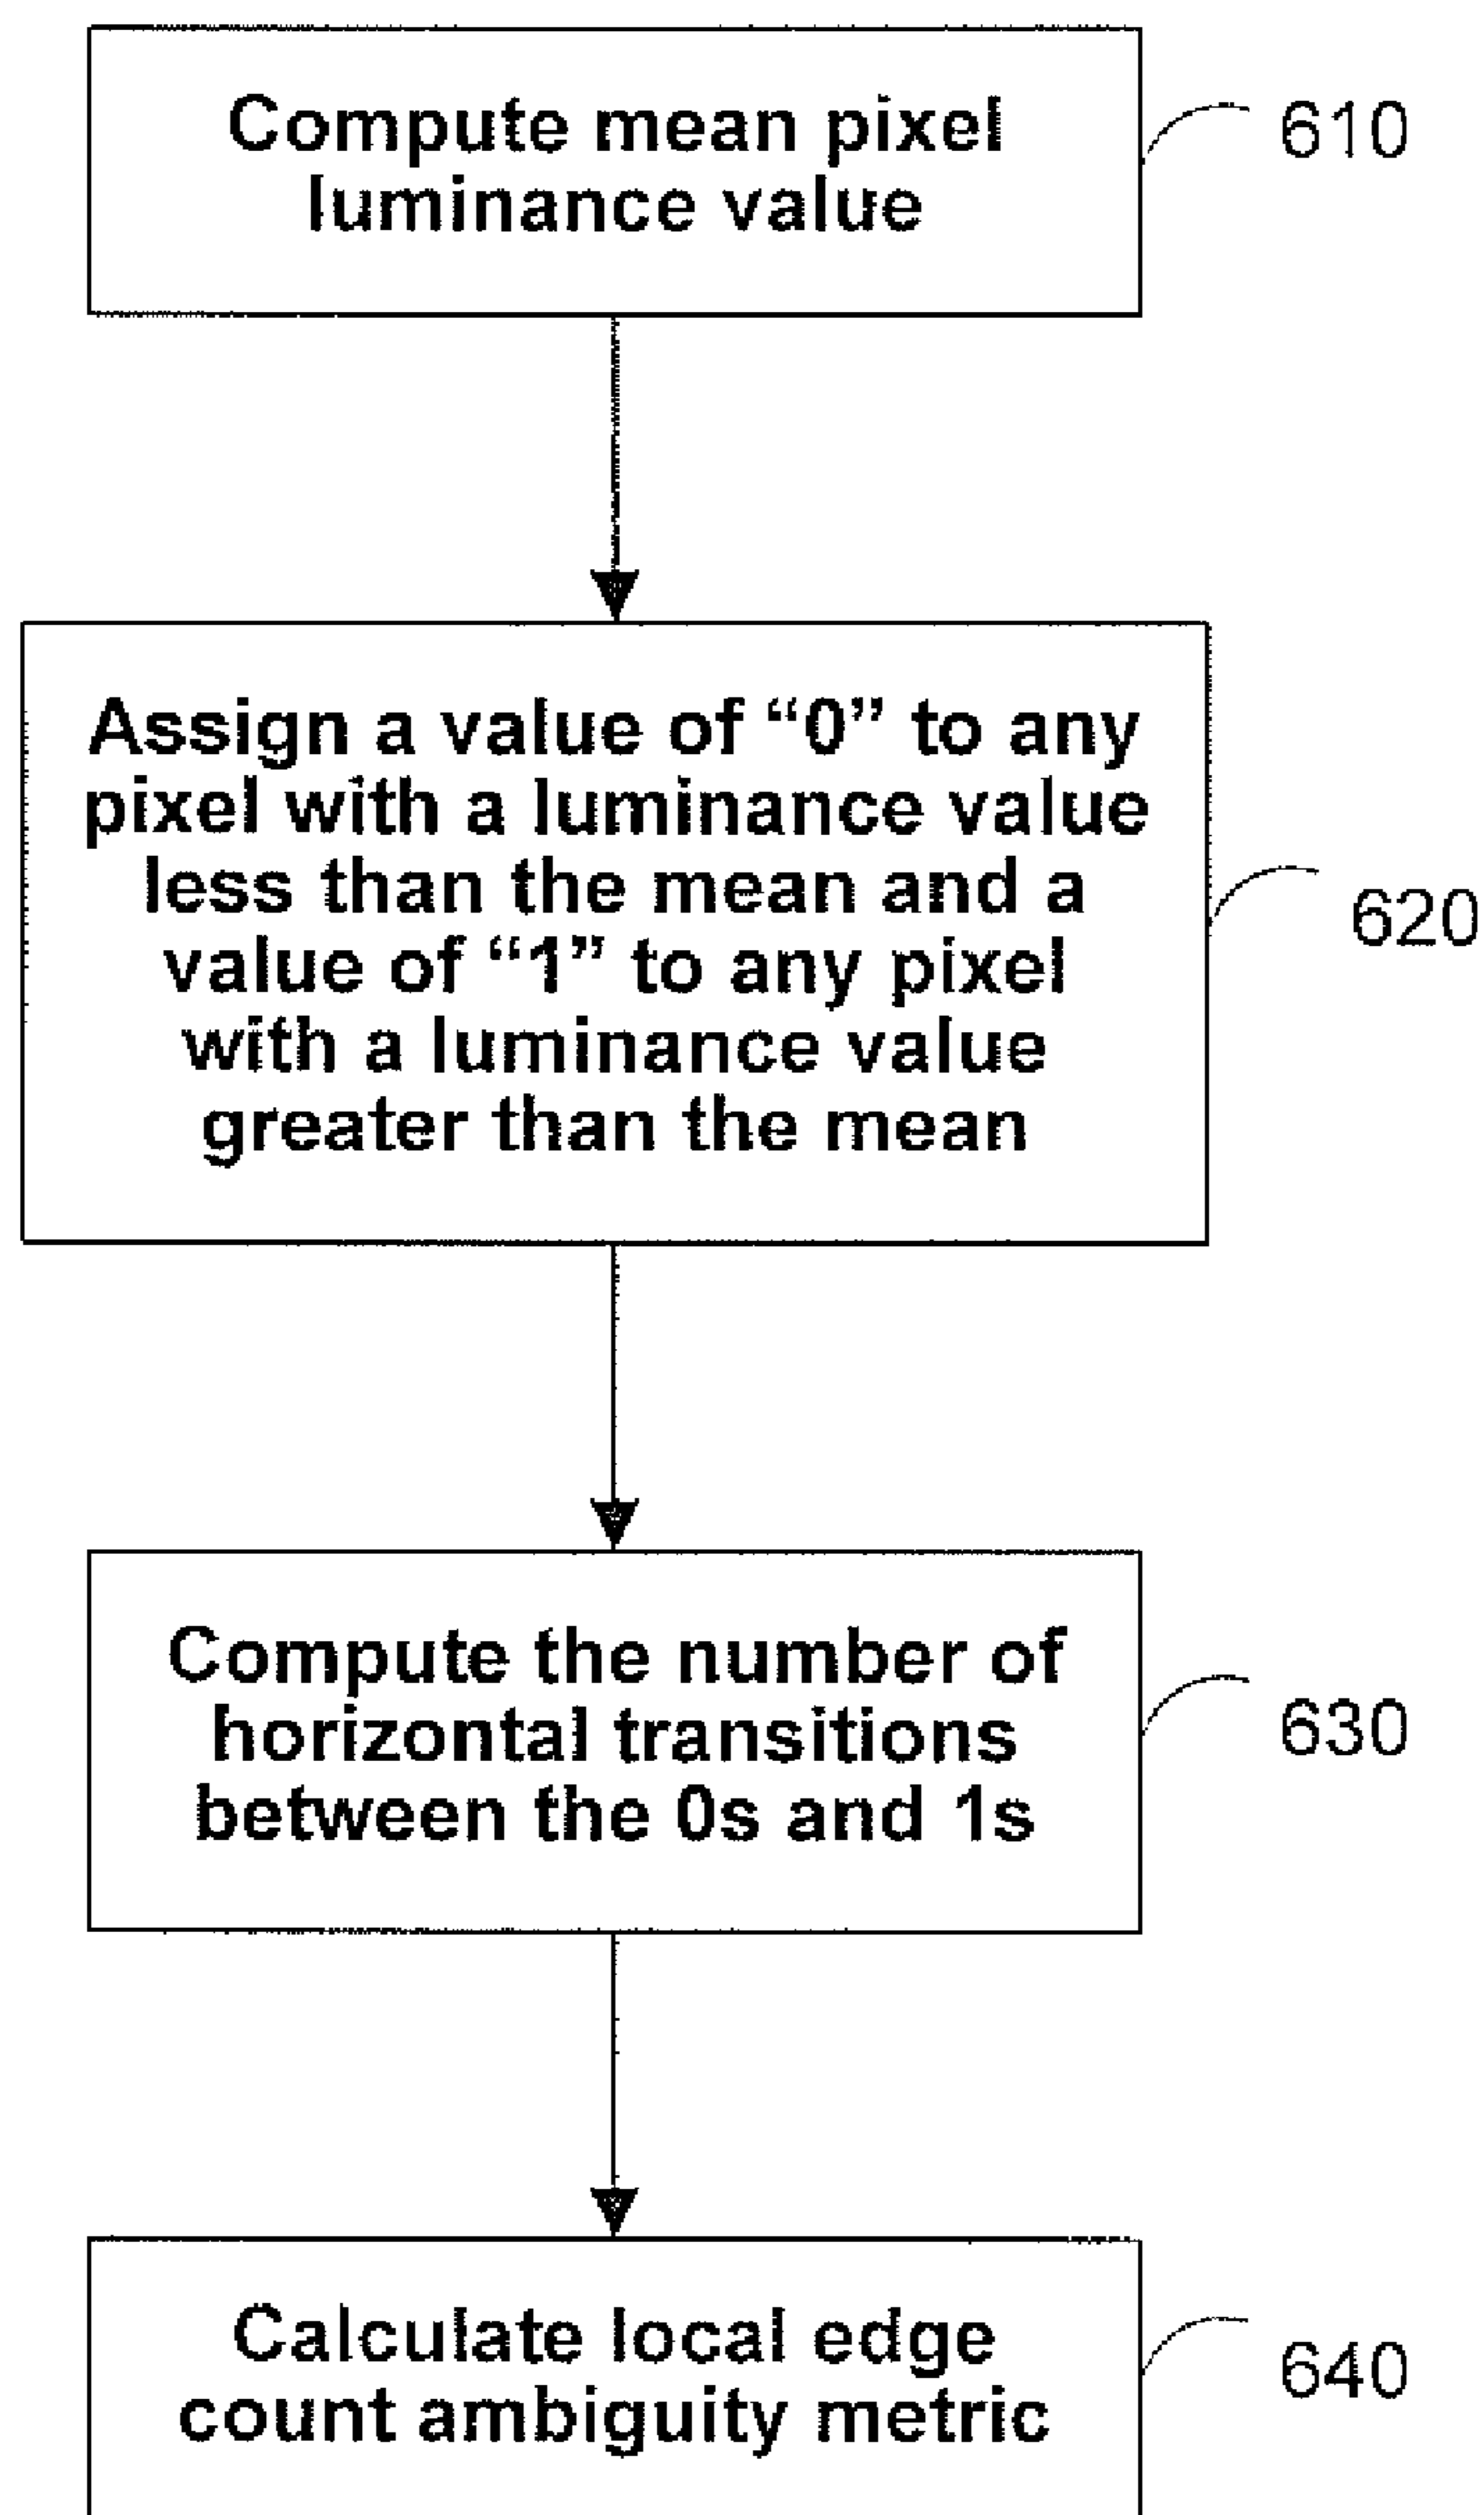 Compute mean pixel
luminance value
610
Assign a value of “0” to any
pixel with a luminance value
less than the mean and a
value of “1” to any pixel
with a luminance value
greater than the mean
620
Compute the number of
horizontal transitions
between the 0s and 1s
630
Calculate local edge
count ambiguity metric
640